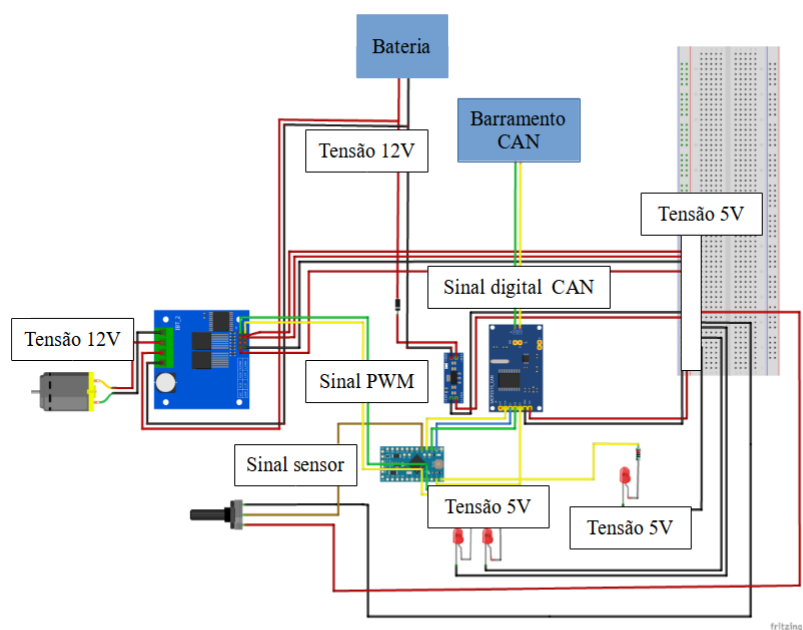 Bateria
Barramento
CAN
Tensão 12V
Tensão 5V
Sinal digital  CAN
Tensão 12V
Sinal PWM
Sinal sensor
Tensão 5V
Tensão 5V
fritzing